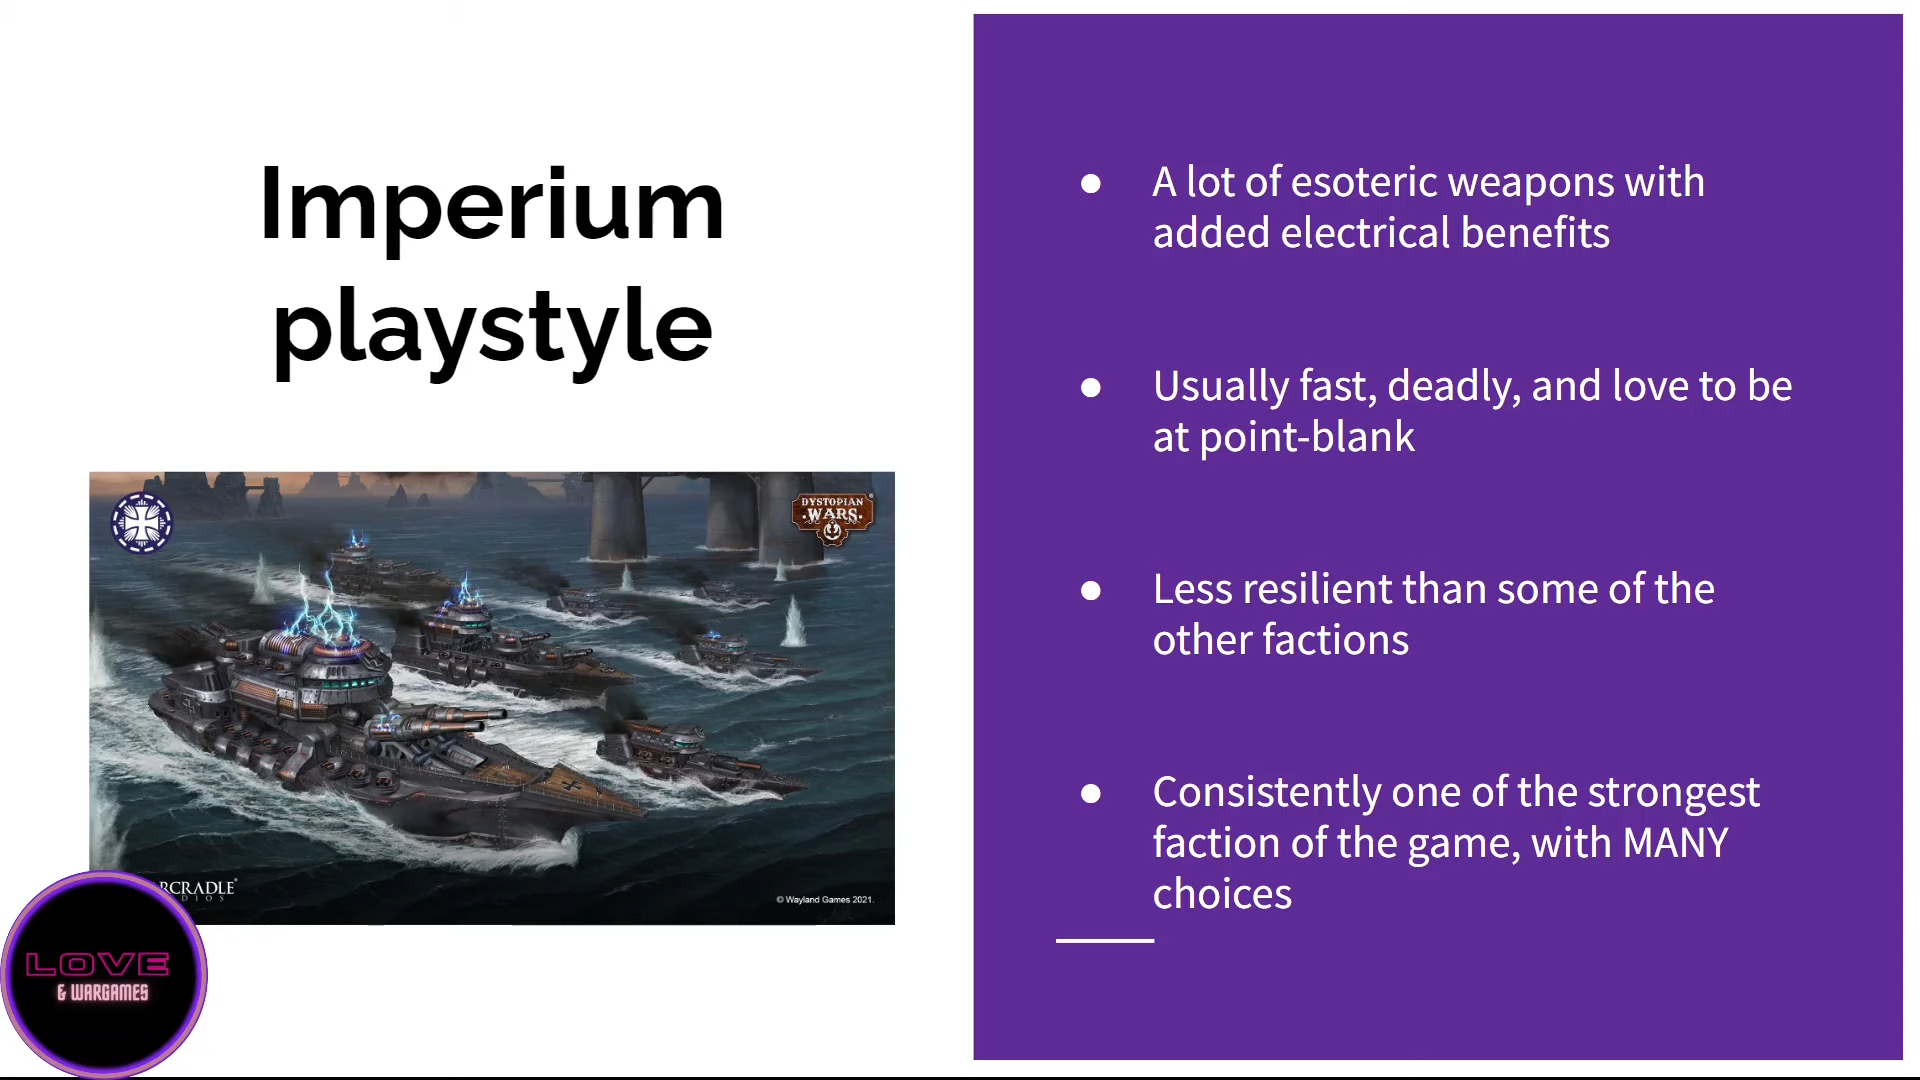 Imperium
playstyle
DYSTOPIAN
WARS
© Wayland Games 2021.
LOVE
& WARGAMES
● A lot of esoteric weapons with
added electrical benefits
● Usually fast, deadly, and love to be
at point-blank
● Less resilient than some of the
other factions
● Consistently one of the strongest
faction of the game, with MANY
choices